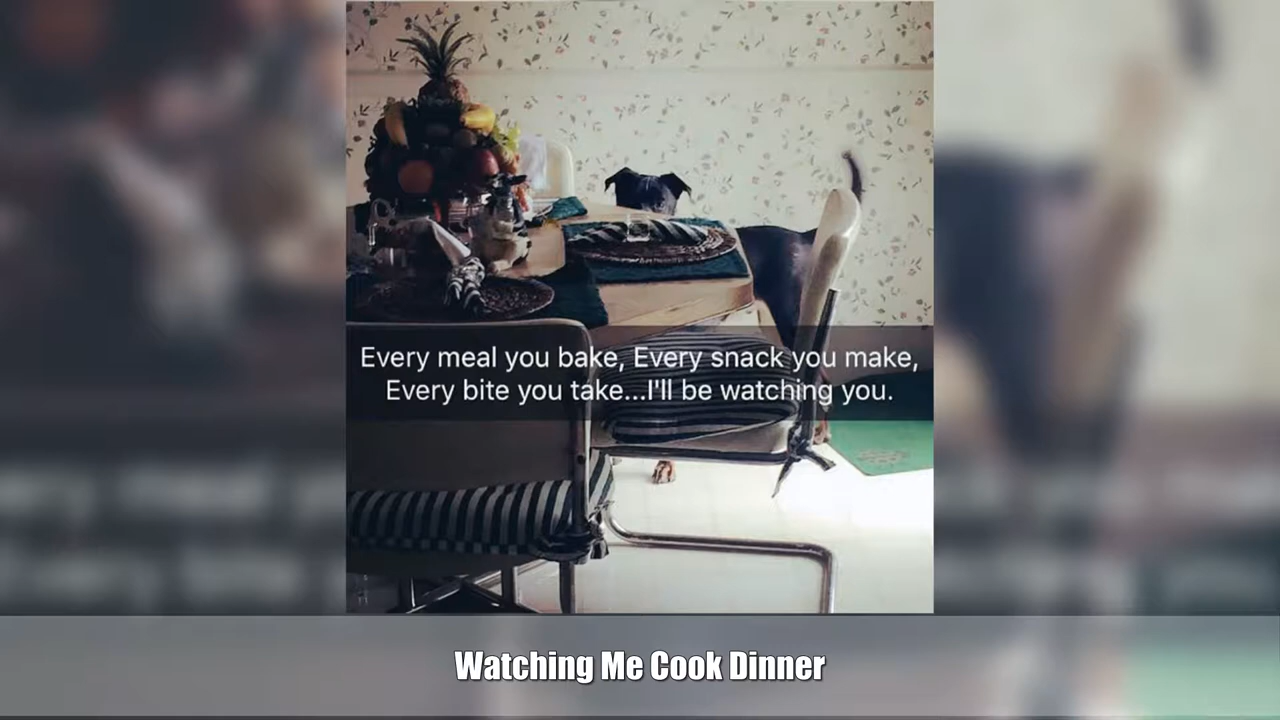 Every meal you bake, Every snack you make,
Every bite you take...I'll be watching you.
Watching Me Cook Dinner